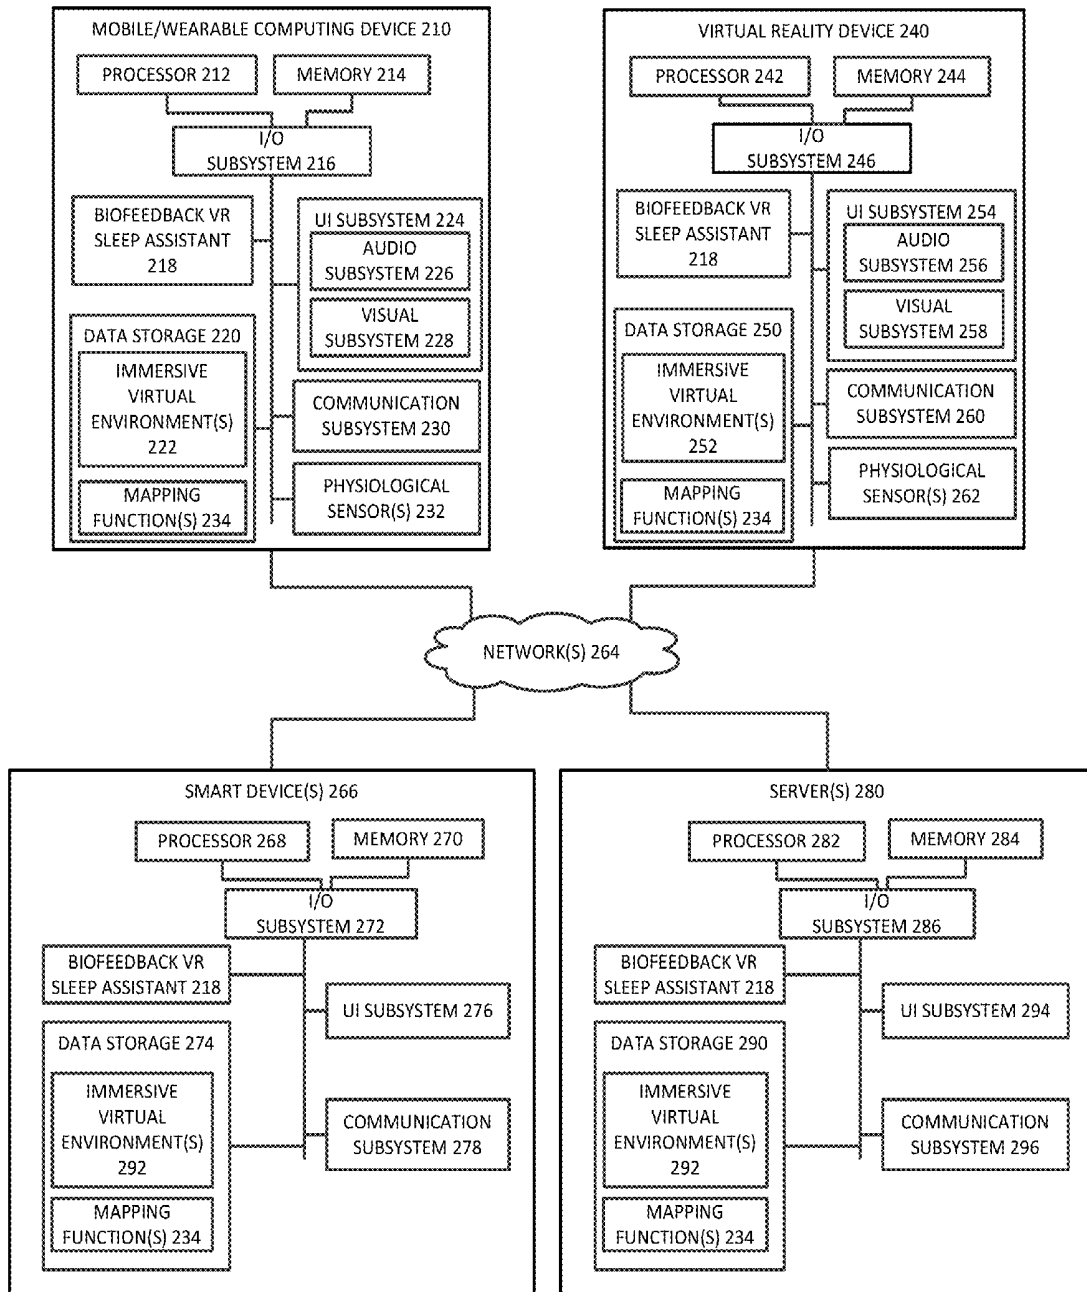 MOBILE/WEARABLE COMPUTING DEVICE 210
PROCESSOR 212
MEMORY 214
I/O
SUBSYSTEM 216
BIOFEEDBACK VR
SLEEP ASSISTANT
218
UI SUBSYSTEM 224
AUDIO
SUBSYSTEM 226
VISUAL
SUBSYSTEM 228
DATA STORAGE 220
IMMERSIVE
VIRTUAL
ENVIRONMENT(S)
222
MAPPING
FUNCTION(S) 234
COMMUNICATION
SUBSYSTEM 230
PHYSIOLOGICAL
SENSOR(S) 232
VIRTUAL REALITY DEVICE 240
PROCESSOR 242
MEMORY 244
I/O
SUBSYSTEM 246
BIOFEEDBACK VR
SLEEP ASSISTANT
218
UI SUBSYSTEM 254
AUDIO
SUBSYSTEM 256
VISUAL
SUBSYSTEM 258
DATA STORAGE 250
IMMERSIVE
VIRTUAL
ENVIRONMENT(S)
252
MAPPING
FUNCTION(S) 234
COMMUNICATION
SUBSYSTEM 260
PHYSIOLOGICAL
SENSOR(S) 262
NETWORK(S) 264
SMART DEVICE(S) 266
PROCESSOR 268
MEMORY 270
I/O
SUBSYSTEM 272
BIOFEEDBACK VR
SLEEP ASSISTANT 218
UI SUBSYSTEM 276
DATA STORAGE 274
IMMERSIVE
VIRTUAL
ENVIRONMENT(S)
292
MAPPING
FUNCTION(S) 234
COMMUNICATION
SUBSYSTEM 278
SERVER(S) 280
PROCESSOR 282
MEMORY 284
I/O
SUBSYSTEM 286
BIOFEEDBACK VR
SLEEP ASSISTANT 218
UI SUBSYSTEM 294
DATA STORAGE 290
IMMERSIVE
VIRTUAL
ENVIRONMENT(S)
292
MAPPING
FUNCTION(S) 234
COMMUNICATION
SUBSYSTEM 296